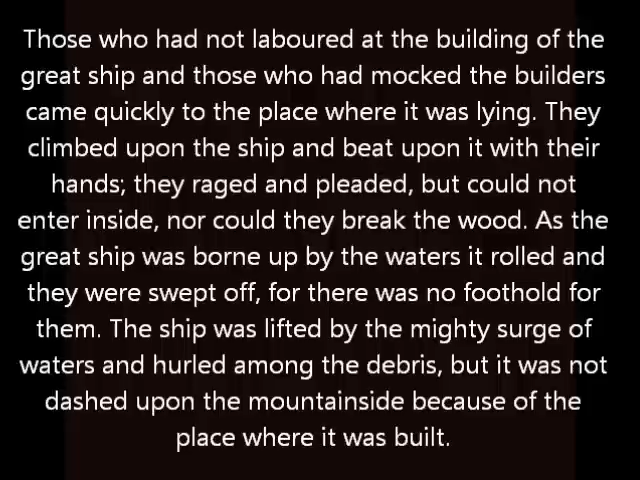 Those who had not laboured at the building of the
great ship and those who had mocked the builders
came quickly to the place where it was lying. They
climbed upon the ship and beat upon it with their
hands; they raged and pleaded, but could not
enter inside, nor could they break the wood. As the
great ship was borne up by the waters it rolled and
they were swept off, for there was no foothold for
them. The ship was lifted by the mighty surge of
waters and hurled among the debris, but it was not
dashed upon the mountainside because of the
place where it was built.